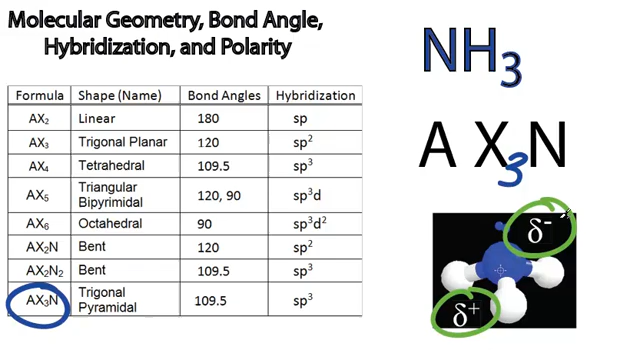 Molecular Geometry, Bond Angle,
Hybridization, and Polarity
Formula Shape (Name) Bond Angles Hybridization
AX₂ Linear 180 sp
AX₃ Trigonal Planar 120 sp²
AX₄ Tetrahedral 109.5 sp³
AX₅ Triangular Bipyrimidal 120, 90 sp³d
AX₆ Octahedral 90 sp³d²
AX₂N Bent 120 sp²
AX₂N₂ Bent 109.5 sp³
AX₃N Trigonal Pyramidal 109.5 sp³
NH₃
AX₃N
δ⁻
δ⁺